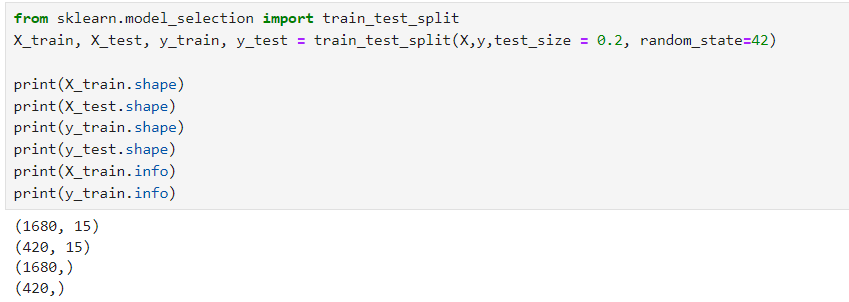 from sklearn.model_selection import train_test_split
X_train, X_test, y_train, y_test = train_test_split(X,y,test_size = 0.2, random_state=42)
print(X_train.shape)
print(X_test.shape)
print(y_train.shape)
print(y_test.shape)
print(X_train.info)
print(y_train.info)
(1680, 15)
(420, 15)
(1680,)
(420,)